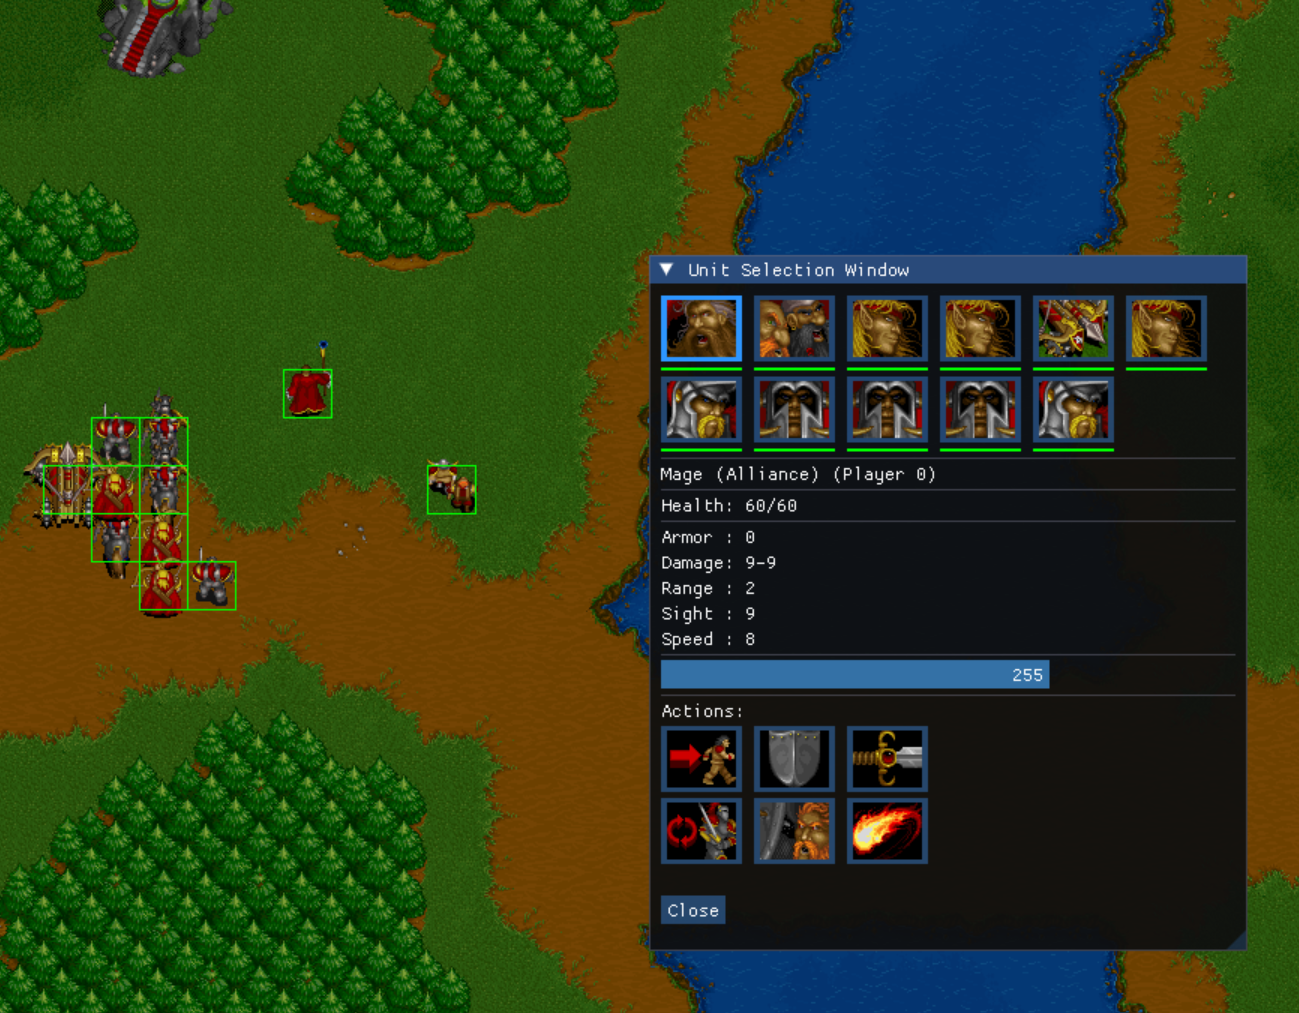 Unit Selection Window
Mage (Alliance) (Player 0)
Health: 60/60
Armor : 0
Damage: 9-9
Range : 2
Sight : 9
Speed : 8
255
Actions:
Close